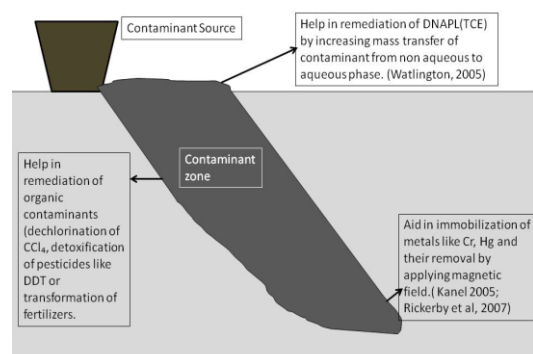 Contaminant Source
Help in remediation of DNAPL(TCE)
by increasing mass transfer of
contaminant from non aqueous to
aqueous phase. (Watlington, 2005)
Contaminant
zone
Help in
remediation of
organic
contaminants
(dechlorination of
CCl₄, detoxification
of pesticides like
DDT or
transformation of
fertilizers.
Aid in immobilization of
metals like Cr, Hg and
their removal by
applying magnetic
field.( Kanel 2005;
Rickerby et al, 2007)